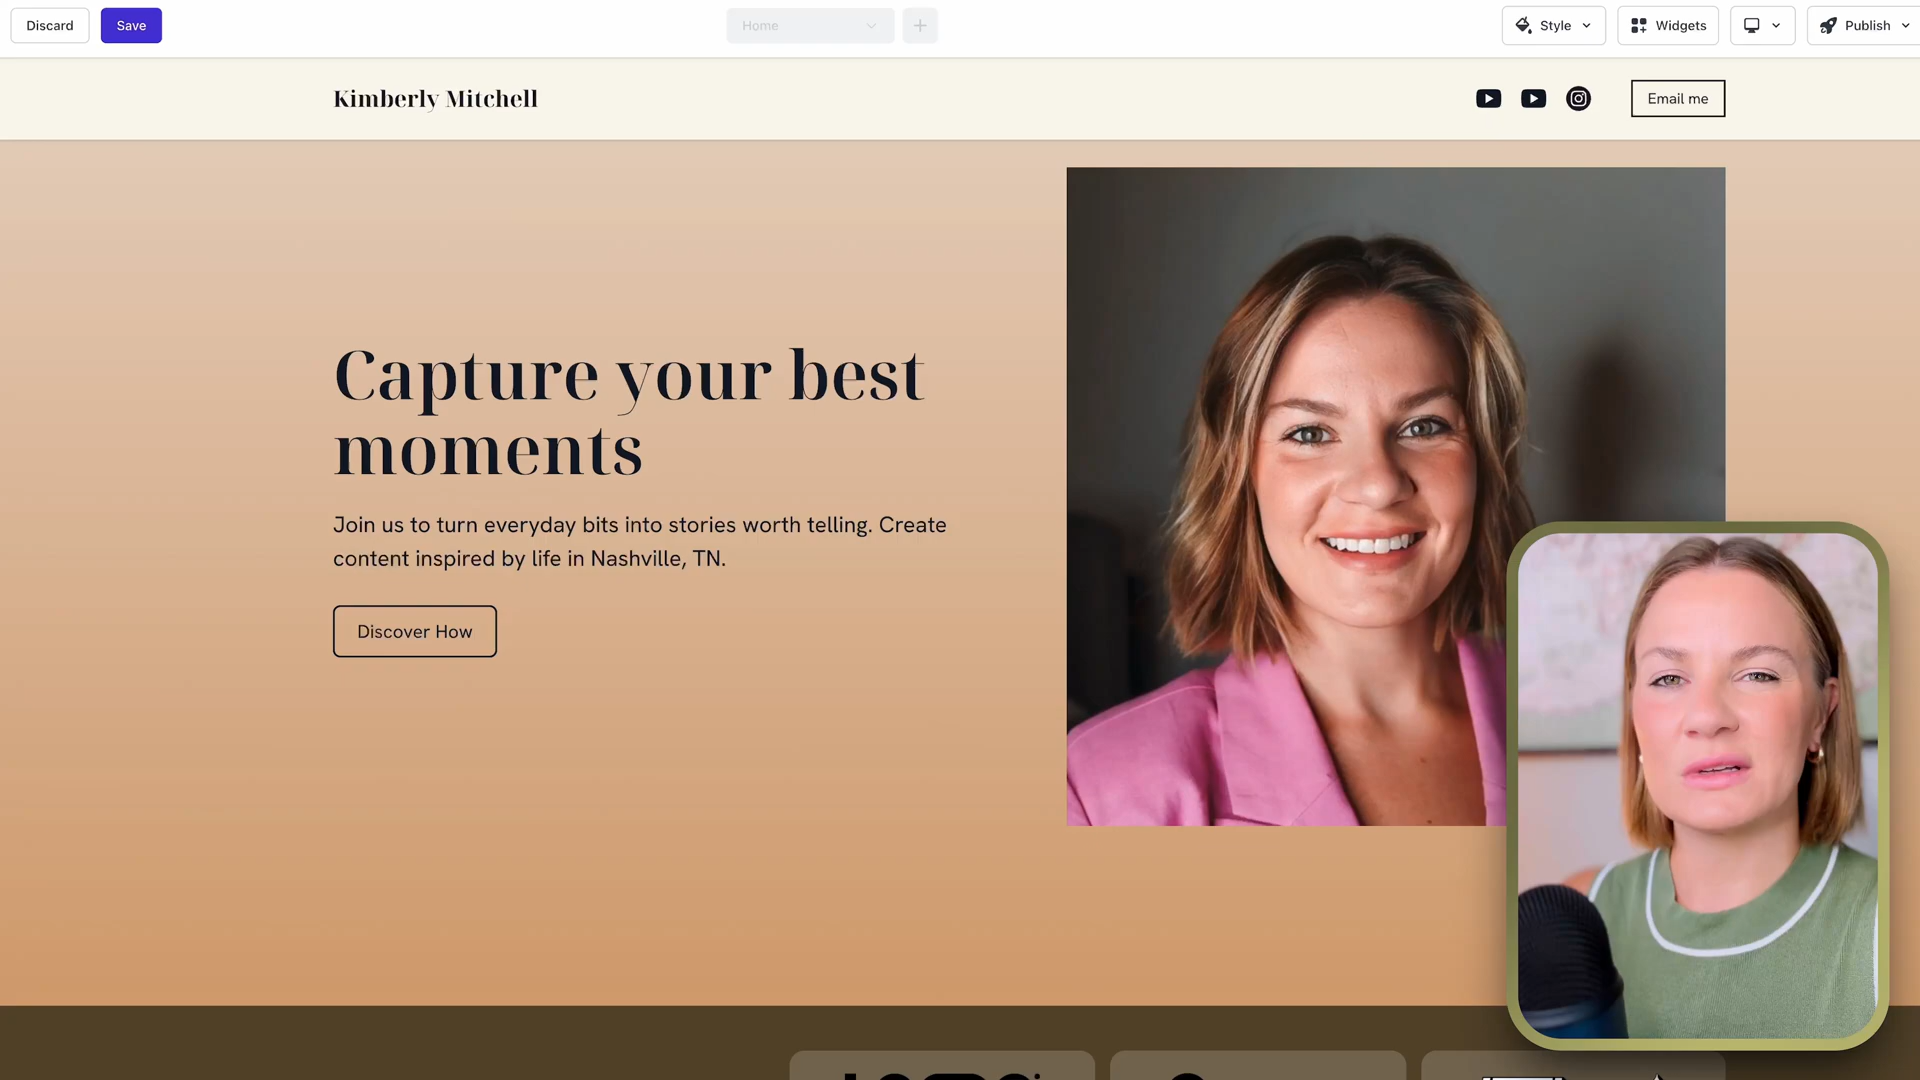 Discard
Save
Home
Style
Widgets
Publish
Kimberly Mitchell
Email me
Capture your best
moments
Join us to turn everyday bits into stories worth telling. Create
content inspired by life in Nashville, TN.
Discover How